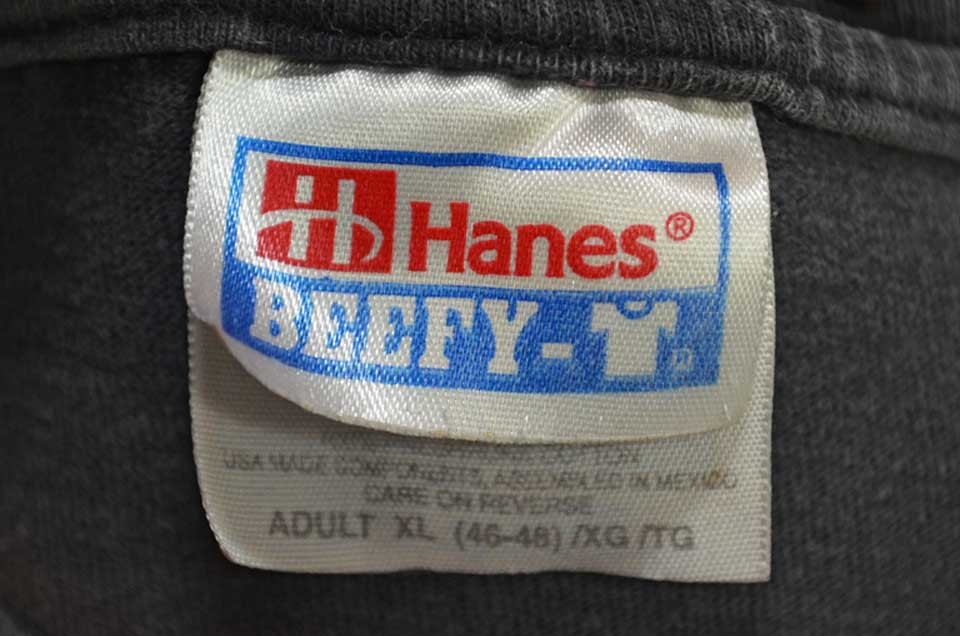 Hanes®
BEEFY-T
USA MADE COMPONENTS, ASSEMBLED IN MEXICO
CARE ON REVERSE
ADULT XL (46-48) /XG /TG